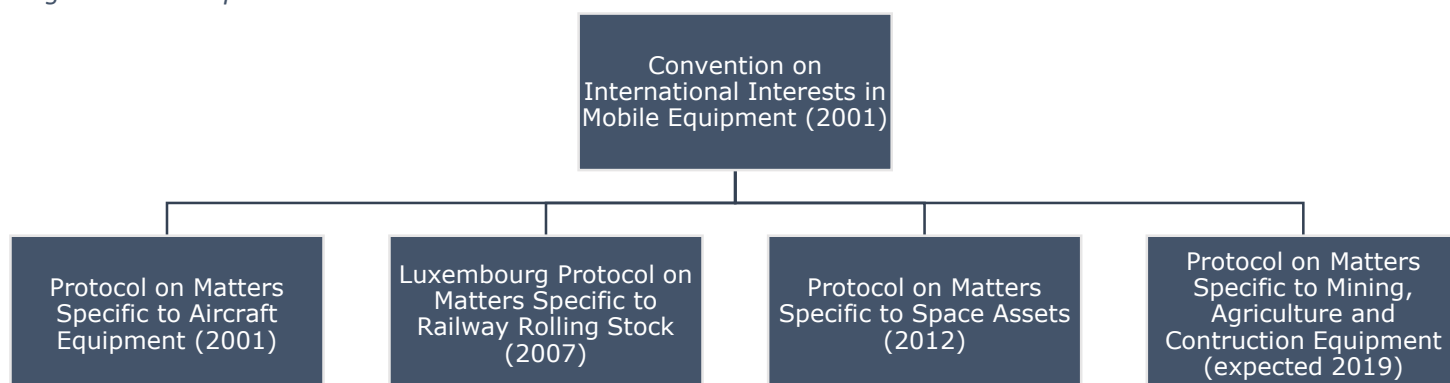 Convention on
International Interests in
Mobile Equipment (2001)
Protocol on Matters
Specific to Aircraft
Equipment (2001)
Luxembourg Protocol on
Matters Specific to
Railway Rolling Stock
(2007)
Protocol on Matters
Specific to Space Assets
(2012)
Protocol on Matters
Specific to Mining,
Agriculture and
Contruction Equipment
(expected 2019)